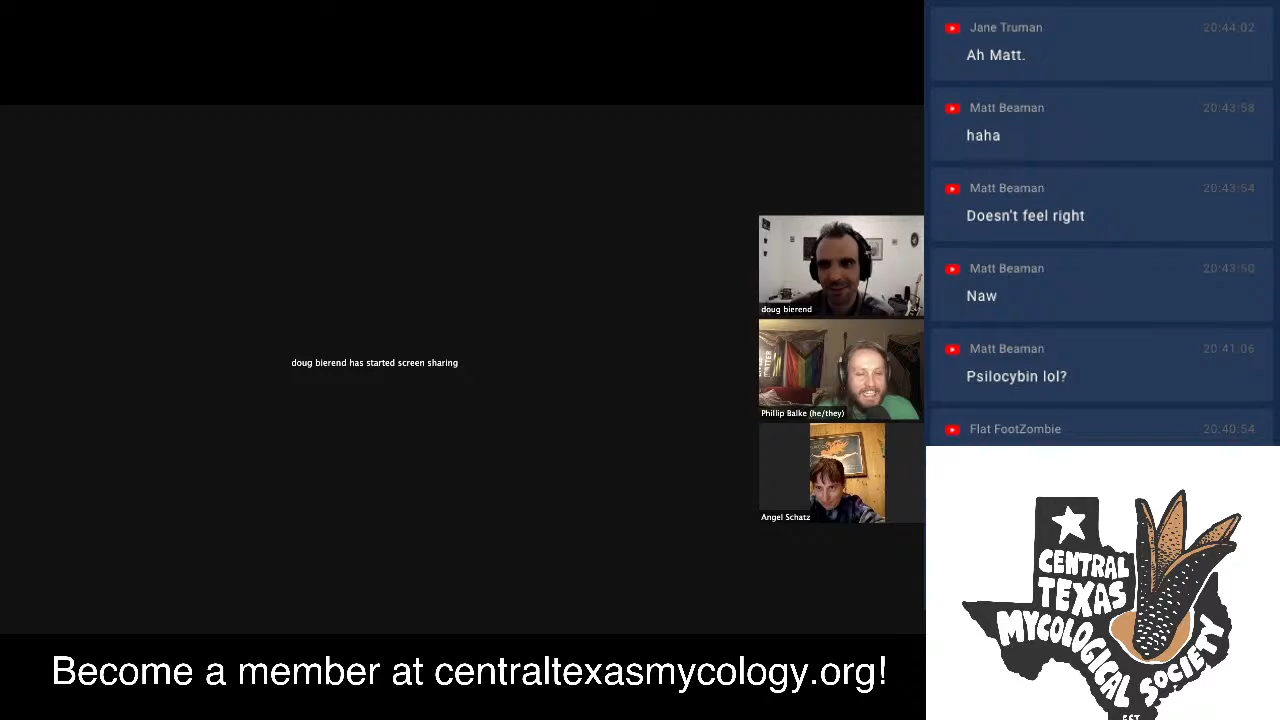 doug bierend has started screen sharing
doug bierend
Phillip Balke (he/they)
Angel Schatz
Become a member at centraltexasmycology.org!
Jane Truman 20:44:02
Ah Matt.
Matt Beaman 20:43:58
haha
Matt Beaman 20:43:54
Doesn't feel right
Matt Beaman 20:43:50
Naw
Matt Beaman 20:41:06
Psilocybin lol?
Flat FootZombie 20:40:54
CENTRAL
TEXAS
MYCOLOGICAL
SOCIETY
EST